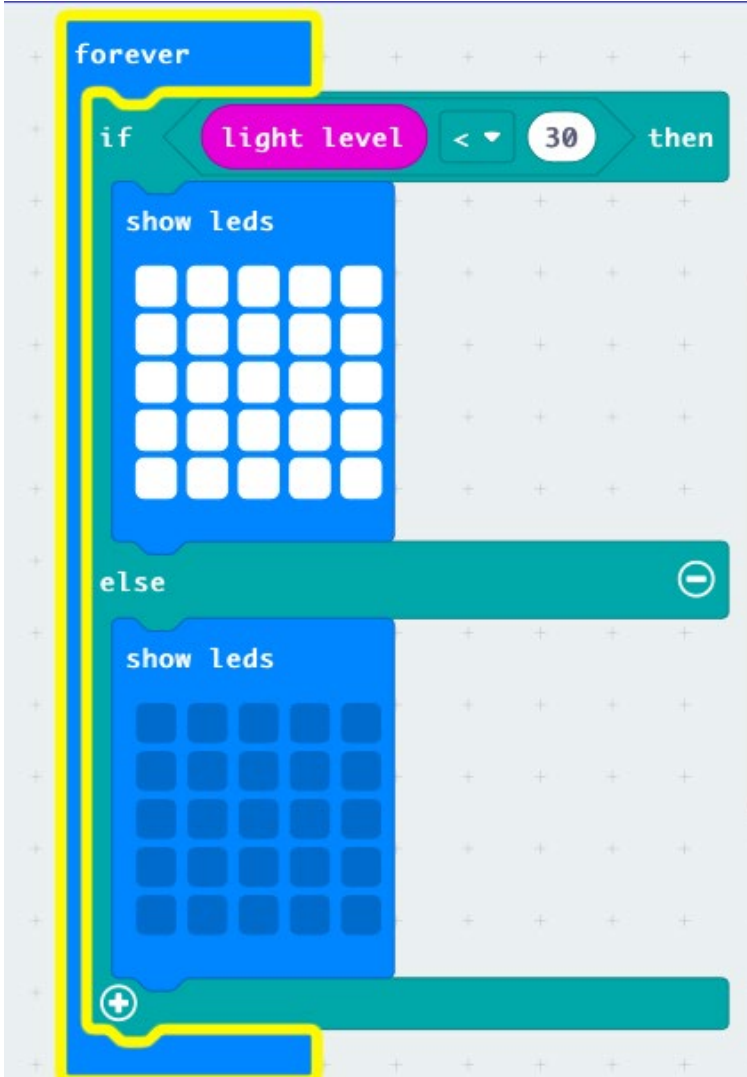 forever
if light level < 30 then
show leds
else
show leds